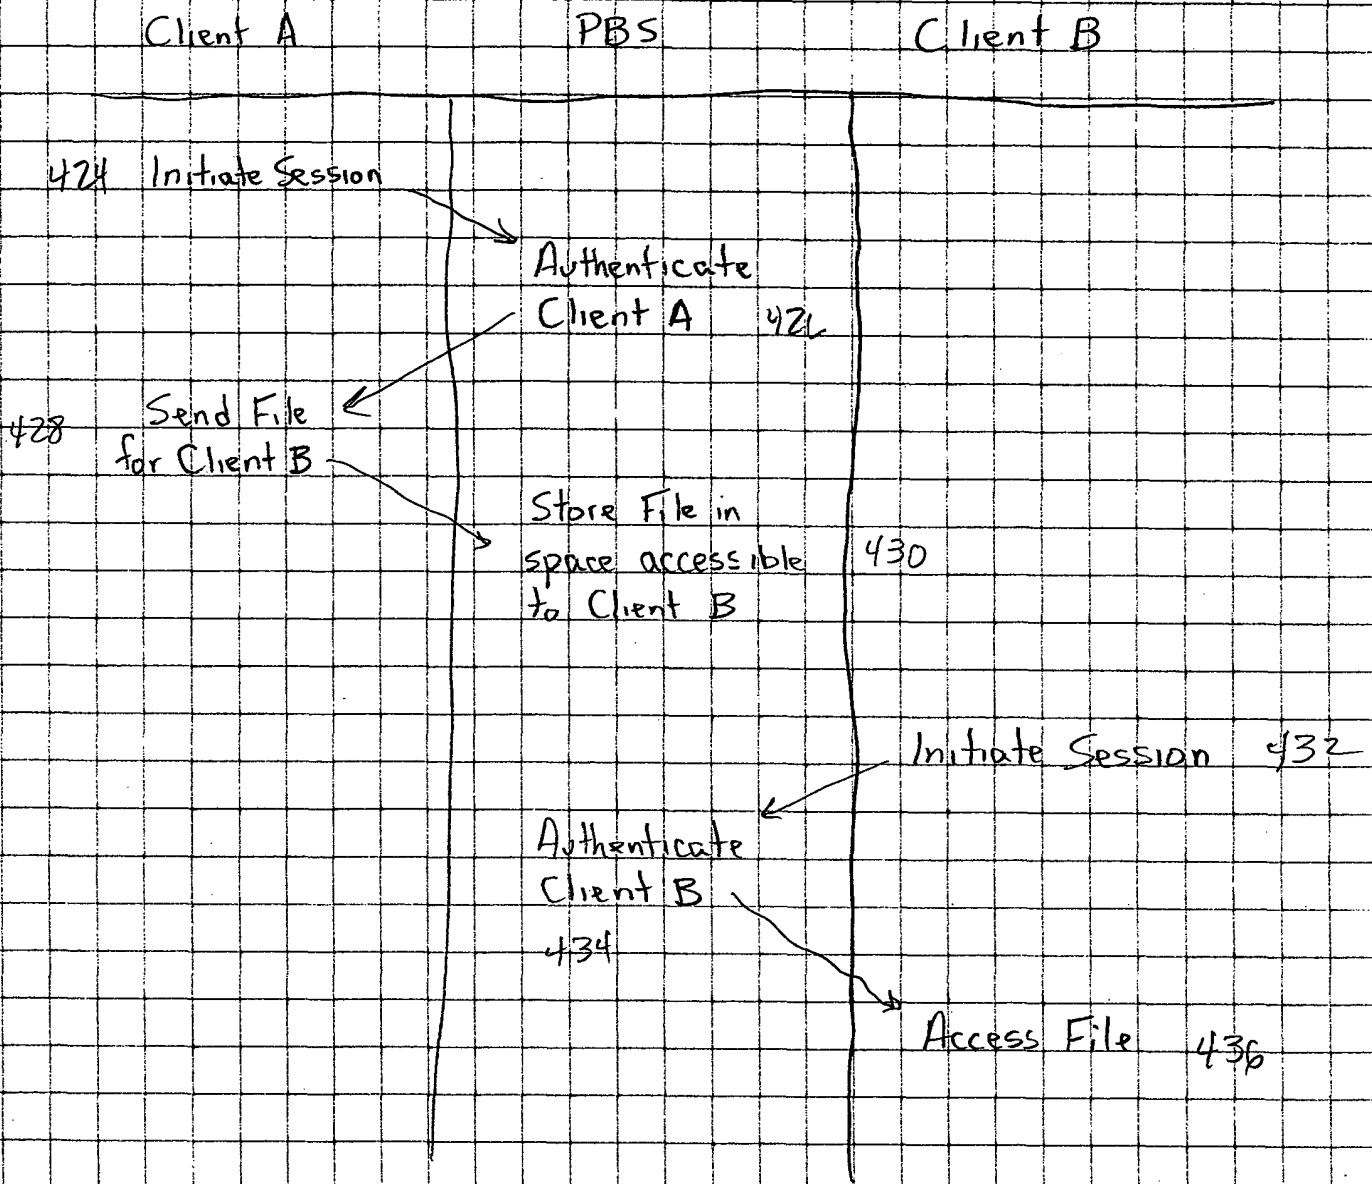 Client A PBS Client B
424 Initiate Session
Authenticate
Client A 426
Send File
428
for Client B
Store File in
space accessible 430
to Client B
Initiate Session 432
Authenticate
Client B
434
Access File 436